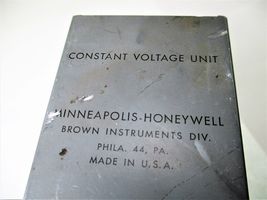 CONSTANT VOLTAGE UNIT
MINNEAPOLIS-HONEYWELL
BROWN INSTRUMENTS DIV.
PHILA. 44, PA.
MADE IN U.S.A.